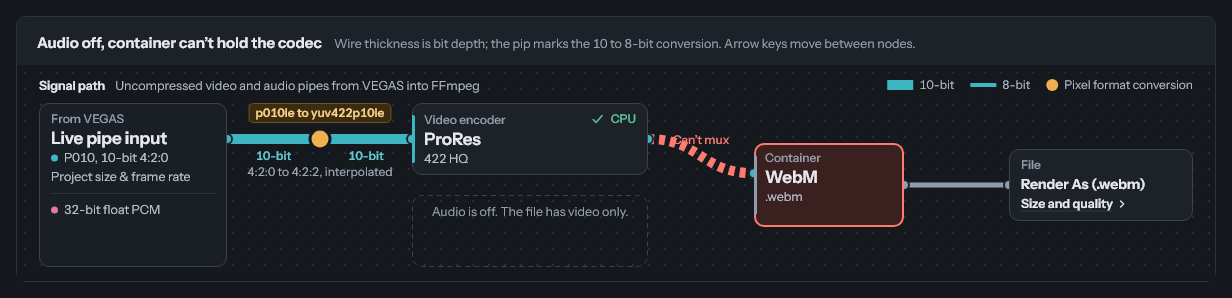 Audio off, container can't hold the codec Wire thickness is bit depth; the pip marks the 10 to 8-bit conversion. Arrow keys move between nodes.
Signal path Uncompressed video and audio pipes from VEGAS into FFmpeg
10-bit 8-bit Pixel format conversion
From VEGAS
Live pipe input
P010, 10-bit 4:2:0
Project size & frame rate
32-bit float PCM
p010le to yuv422p10le
10-bit 10-bit
4:2:0 to 4:2:2, interpolated
Video encoder ✓ CPU
ProRes
422 HQ
Audio is off. The file has video only.
Can't mux
Container
WebM
.webm
File
Render As (.webm)
Size and quality >